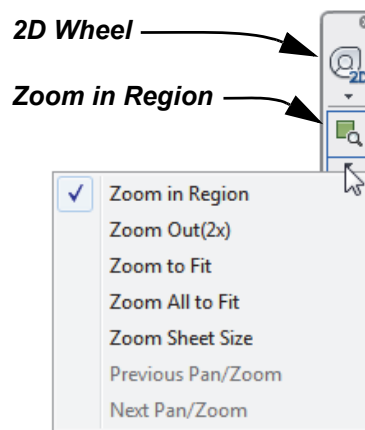 2D Wheel
2D
Zoom in Region
Zoom in Region
Zoom Out(2x)
Zoom to Fit
Zoom All to Fit
Zoom Sheet Size
Previous Pan/Zoom
Next Pan/Zoom